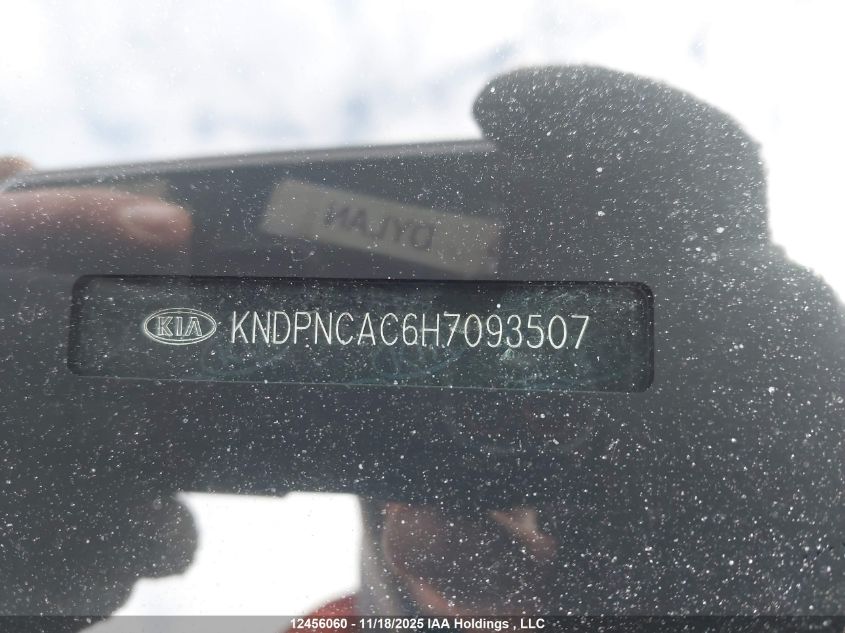 DYLAN
KIA KNDPNCAC6H7093507
12456060 - 11/18/2025 IAA Holdings , LLC